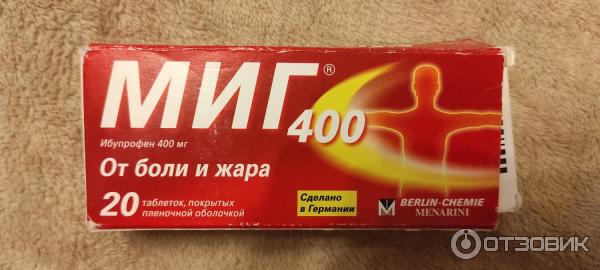 МИГ®400
Ибупрофен 400 мг
От боли и жара
20 таблеток, покрытых
пленочной оболочкой
Сделано
в Германии
BERLIN-CHEMIE
MENARINI
ОТЗОВИК